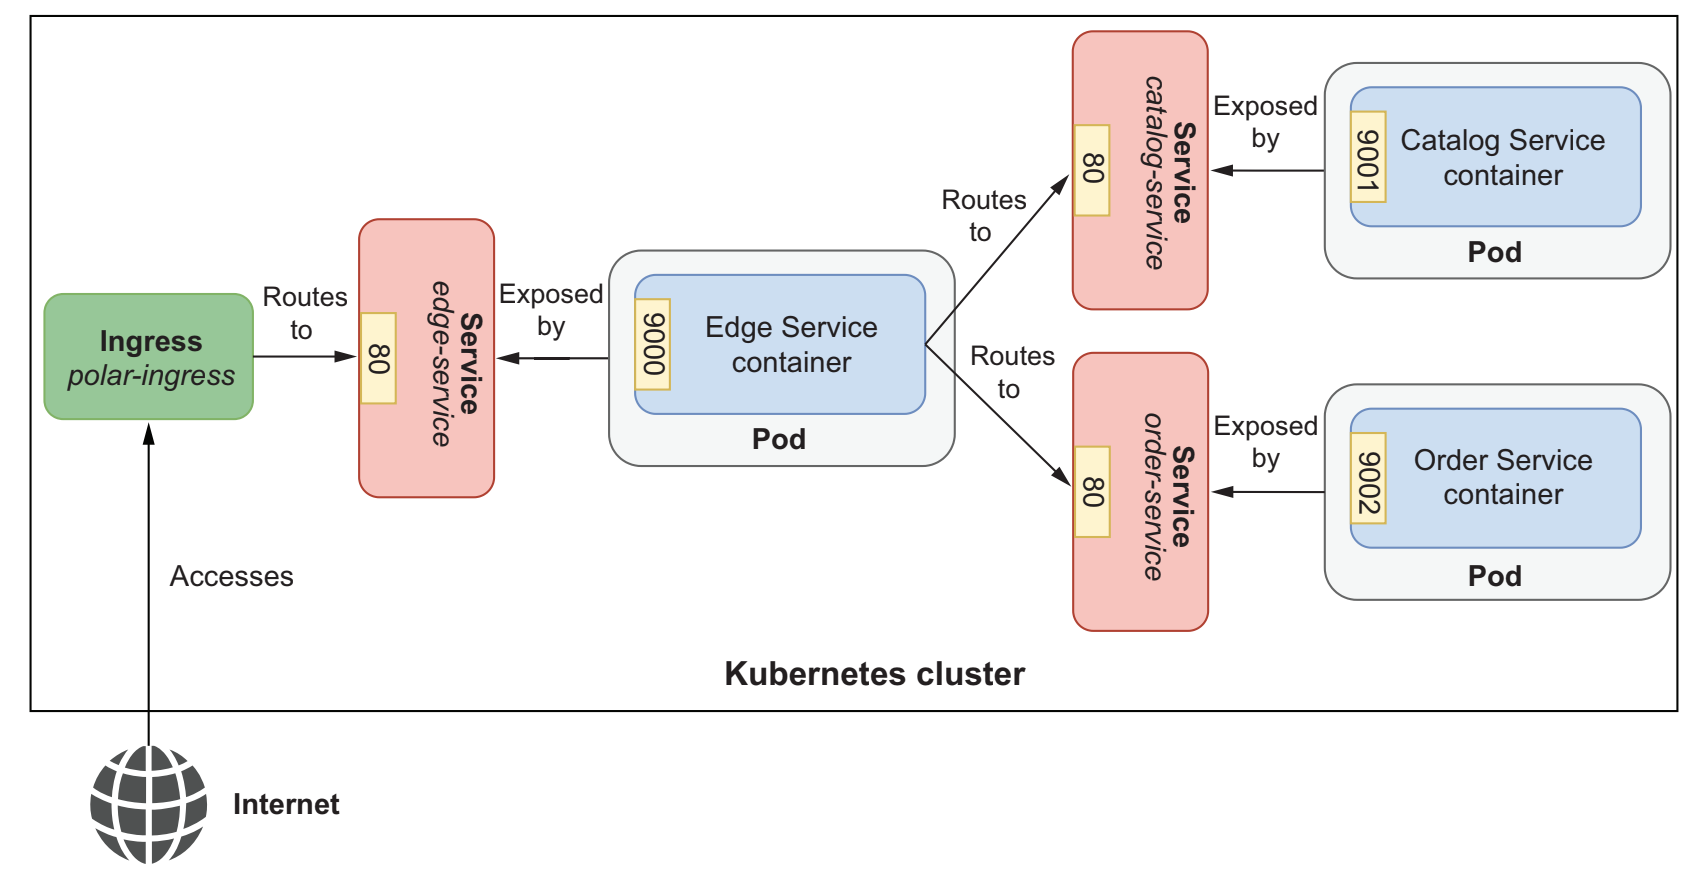 Ingress
polar-ingress
Routes
to
80
Service
edge-service
Exposed
by
9000
Edge Service
container
Pod
Routes
to
80
Service
catalog-service
Exposed
by
9001
Catalog Service
container
Pod
Routes
to
80
Service
order-service
Exposed
by
9002
Order Service
container
Pod
Accesses
Kubernetes cluster
Internet